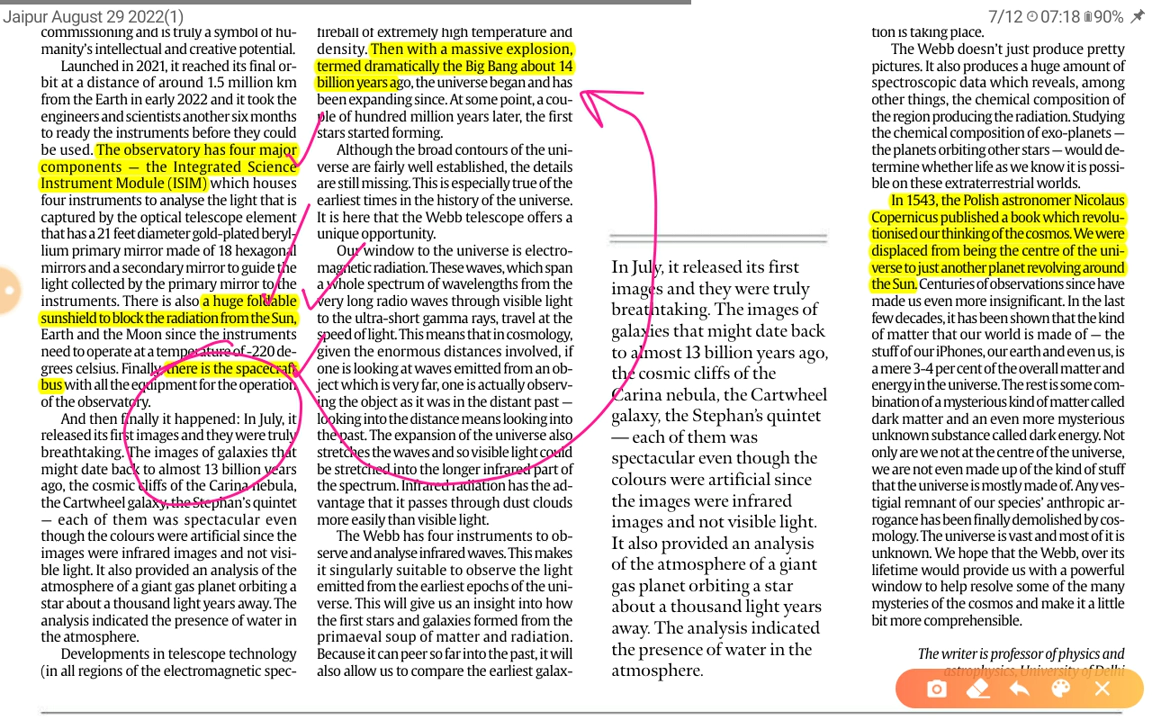 Jaipur August 29 2022(1)
7/12 07:18 90%
commissioning and is truly a symbol of hu-
manity's intellectual and creative potential.
Launched in 2021, it reached its final or-
bit at a distance of around 1.5 million km
from the Earth in early 2022 and it took the
engineers and scientists another six months
to ready the instruments before they could
be used. The observatory has four major
components — the Integrated Science
Instrument Module (ISIM) which houses
four instruments to analyse the light that is
captured by the optical telescope element
that has a 21 feet diameter gold-plated beryl-
lium primary mirror made of 18 hexagonal
mirrors and a secondary mirror to guide the
light collected by the primary mirror to the
instruments. There is also a huge foldable
sunshield to block the radiation from the Sun,
Earth and the Moon since the instruments
need to operate at a temperature of -220 de-
grees celsius. Finally there is the spacecraft
bus with all the equipment for the operation
of the observatory.
And then finally it happened: In July, it
released its first images and they were truly
breathtaking. The images of galaxies that
might date back to almost 13 billion years
ago, the cosmic cliffs of the Carina nebula,
the Cartwheel galaxy, the Stephan's quintet
— each of them was spectacular even
though the colours were artificial since the
images were infrared images and not visi-
ble light. It also provided an analysis of the
atmosphere of a giant gas planet orbiting a
star about a thousand light years away. The
analysis indicated the presence of water in
the atmosphere.
Developments in telescope technology
(in all regions of the electromagnetic spec-
fireball of extremely high temperature and
density. Then with a massive explosion,
termed dramatically the Big Bang about 14
billion years ago, the universe began and has
been expanding since. At some point, a cou-
ple of hundred million years later, the first
stars started forming.
Although the broad contours of the uni-
verse are fairly well established, the details
are still missing. This is especially true of the
earliest times in the history of the universe.
It is here that the Webb telescope offers a
unique opportunity.
Our window to the universe is electro-
magnetic radiation. These waves, which span
a whole spectrum of wavelengths from the
very long radio waves through visible light
to the ultra-short gamma rays, travel at the
speed of light. This means that in cosmology,
given the enormous distances involved, if
one is looking at waves emitted from an ob-
ject which is very far, one is actually observ-
ing the object as it was in the distant past —
looking into the distance means looking into
the past. The expansion of the universe also
stretches the waves and so visible light could
be stretched into the longer infrared part of
the spectrum. Infrared radiation has the ad-
vantage that it passes through dust clouds
more easily than visible light.
The Webb has four instruments to ob-
serve and analyse infrared waves. This makes
it singularly suitable to observe the light
emitted from the earliest epochs of the uni-
verse. This will give us an insight into how
the first stars and galaxies formed from the
primaeval soup of matter and radiation.
Because it can peer so far into the past, it will
also allow us to compare the earliest galax-
In July, it released its first
images and they were truly
breathtaking. The images of
galaxies that might date back
to almost 13 billion years ago,
the cosmic cliffs of the
Carina nebula, the Cartwheel
galaxy, the Stephan's quintet
— each of them was
spectacular even though the
colours were artificial since
the images were infrared
images and not visible light.
It also provided an analysis
of the atmosphere of a giant
gas planet orbiting a star
about a thousand light years
away. The analysis indicated
the presence of water in the
atmosphere.
tion is taking place.
The Webb doesn't just produce pretty
pictures. It also produces a huge amount of
spectroscopic data which reveals, among
other things, the chemical composition of
the region producing the radiation. Studying
the chemical composition of exo-planets —
the planets orbiting other stars — would de-
termine whether life as we know it is possi-
ble on these extraterrestrial worlds.
In 1543, the Polish astronomer Nicolaus
Copernicus published a book which revolu-
tionised our thinking of the cosmos. We were
displaced from being the centre of the uni-
verse to just another planet revolving around
the Sun. Centuries of observations since have
made us even more insignificant. In the last
few decades, it has been shown that the kind
of matter that our world is made of — the
stuff of our iPhones, our earth and even us, is
a mere 3-4 per cent of the overall matter and
energy in the universe. The rest is some com-
bination of a mysterious kind of matter called
dark matter and an even more mysterious
unknown substance called dark energy. Not
only are we not at the centre of the universe,
we are not even made up of the kind of stuff
that the universe is mostly made of. Any ves-
tigial remnant of our species' anthropic ar-
rogance has been finally demolished by cos-
mology. The universe is vast and most of it is
unknown. We hope that the Webb, over its
lifetime would provide us with a powerful
window to help resolve some of the many
mysteries of the cosmos and make it a little
bit more comprehensible.
The writer is professor of physics and
astrophysics, University of Delhi